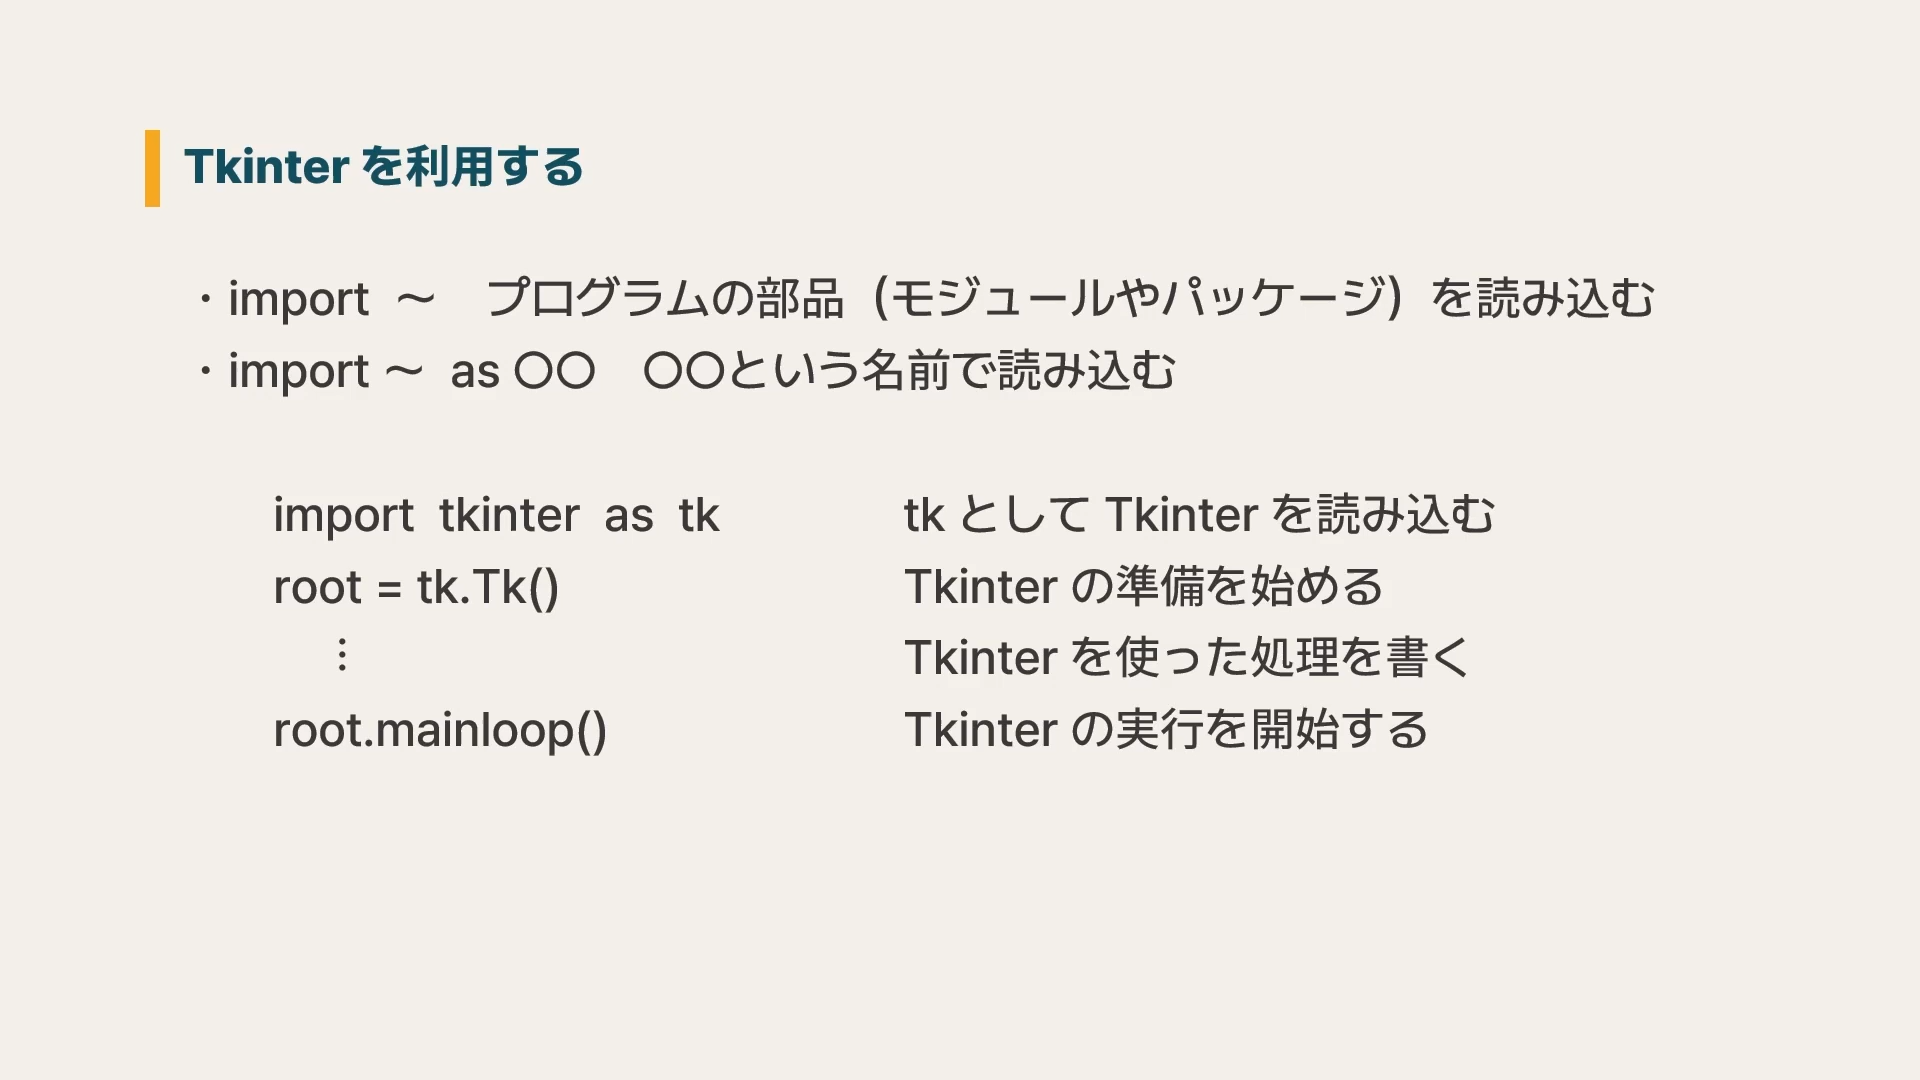 Tkinter を利用する
・import ～　プログラムの部品（モジュールやパッケージ）を読み込む
・import ～ as 〇〇　〇〇という名前で読み込む
import tkinter as tk　tk として Tkinter を読み込む
root = tk.Tk()　Tkinter の準備を始める
⋮　Tkinter を使った処理を書く
root.mainloop()　Tkinter の実行を開始する